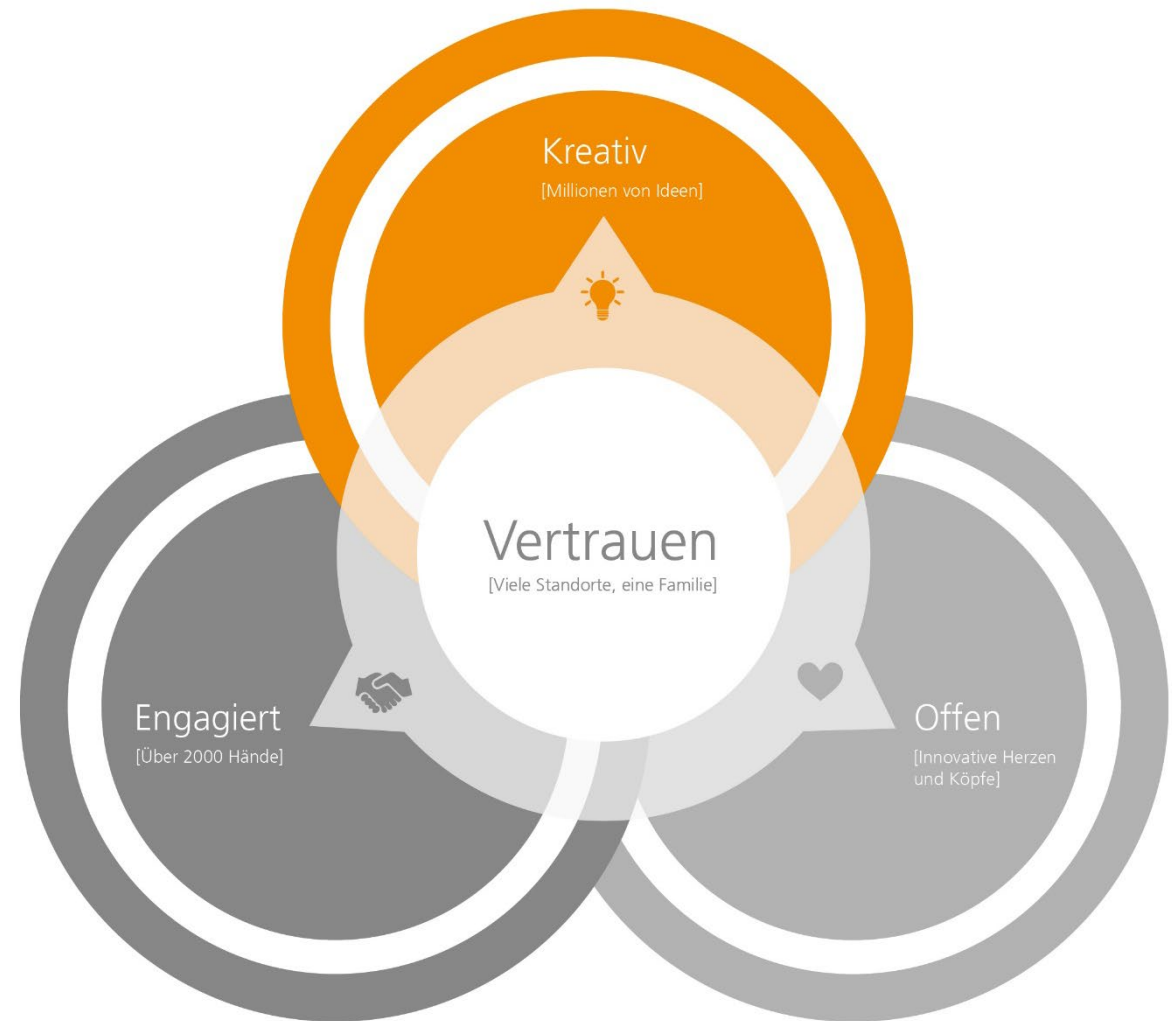 Kreativ
[Millionen von Ideen]
Vertrauen
[Viele Standorte, eine Familie]
Engagiert
[Über 2000 Hände]
Offen
[Innovative Herzen
und Köpfe]